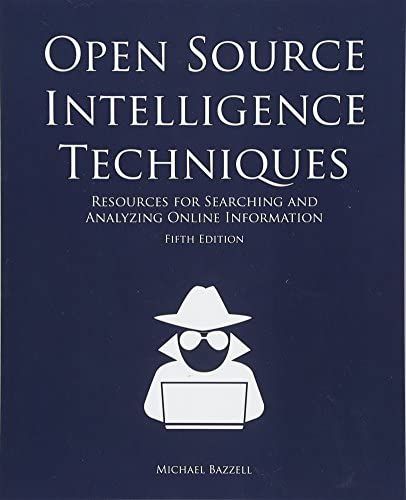 Open Source
Intelligence
Techniques
Resources for Searching and
Analyzing Online Information
Fifth Edition
Michael Bazzell